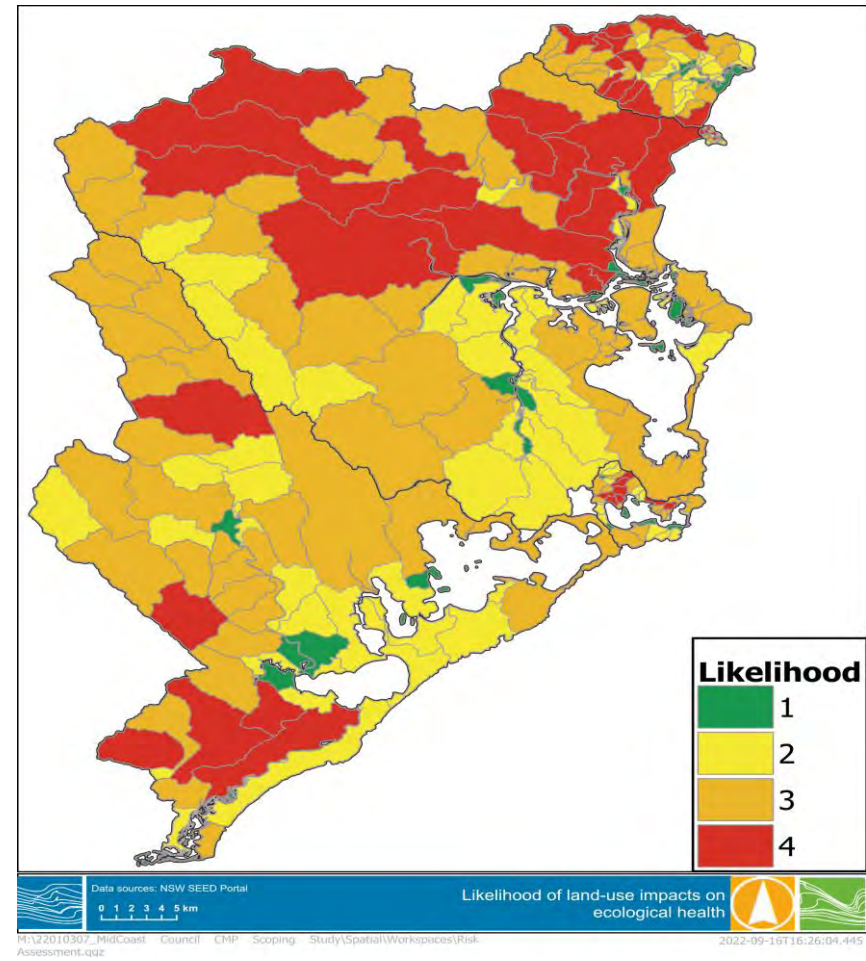 Likelihood
1
2
3
4
Data sources: NSW SEED Portal
0 1 2 3 4 5 km
Likelihood of land-use impacts on
ecological health
M:\22010307_MidCoast Council CMP Scoping Study\Spatial\Workspaces\Risk
Assessment.qgz
2022-09-16T16:26:04.445